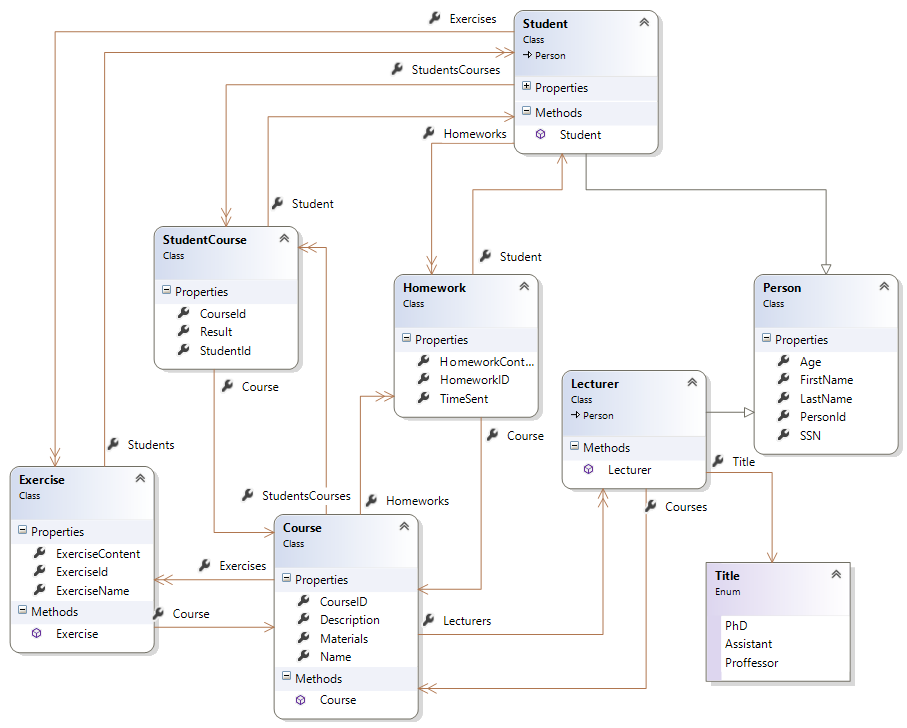 Exercises
Student
Class
Person
Properties
Methods
Student
StudentsCourses
Homeworks
Student
StudentCourse
Class
Properties
CourseId
Result
StudentId
Student
Homework
Class
Properties
HomeworkCont...
HomeworkID
TimeSent
Person
Class
Properties
Age
FirstName
LastName
PersonId
SSN
Lecturer
Class
Person
Methods
Lecturer
Course
Course
Students
Title
Exercise
Class
Properties
ExerciseContent
ExerciseId
ExerciseName
Methods
Exercise
StudentsCourses
Homeworks
Courses
Course
Class
Properties
CourseID
Description
Materials
Name
Methods
Course
Exercises
Course
Lecturers
Title
Enum
PhD
Assistant
Proffessor